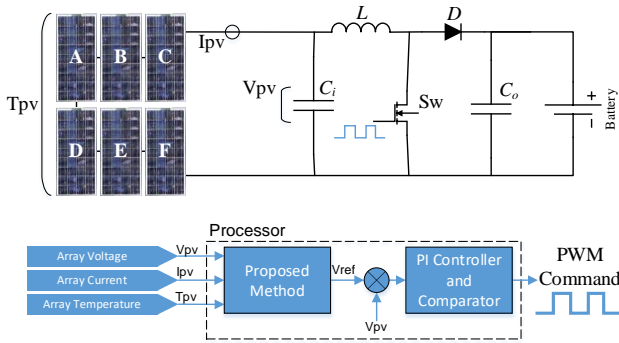 Tpv
A B C
D E F
Ipv
Vpv
Ci
L
Sw
D
Co
+
-
Battery
Processor
Array Voltage
Array Current
Array Temperature
Vpv
Ipv
Tpv
Proposed
Method
Vref
Vpv
PI Controller
and
Comparator
PWM
Command